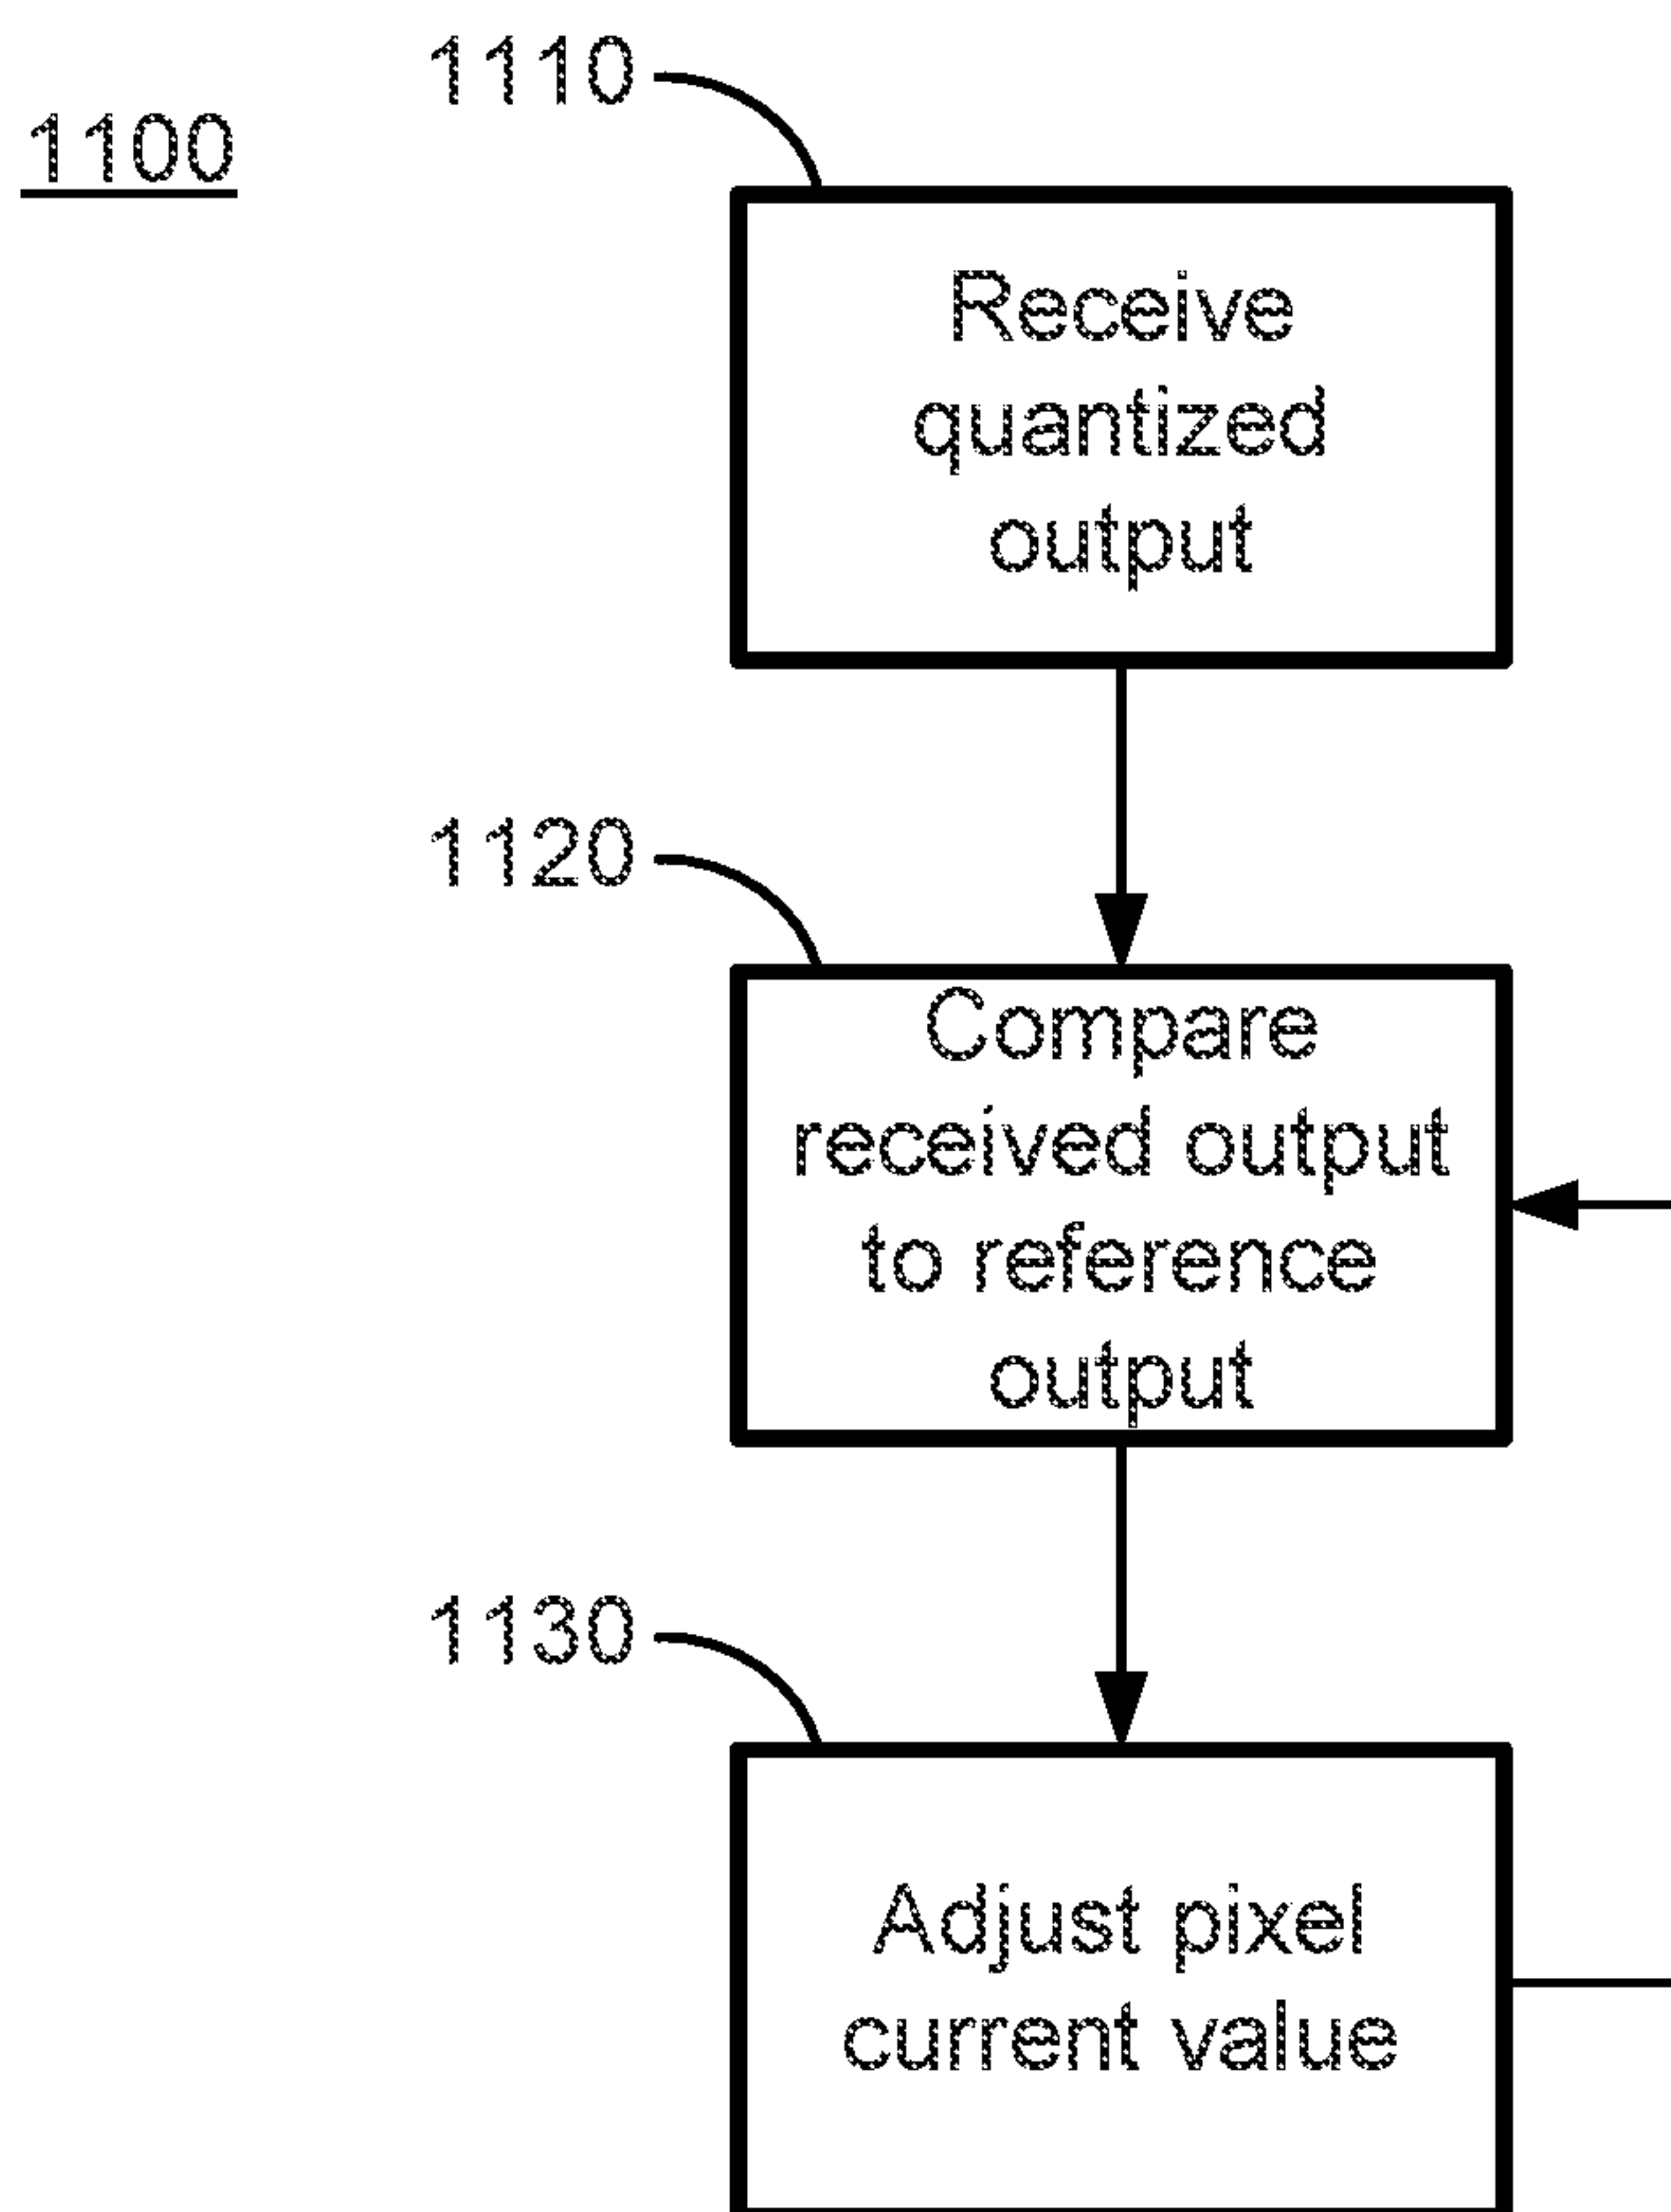 1100
1110
Receive
quantized
output
1120
Compare
received output
to reference
output
1130
Adjust pixel
current value